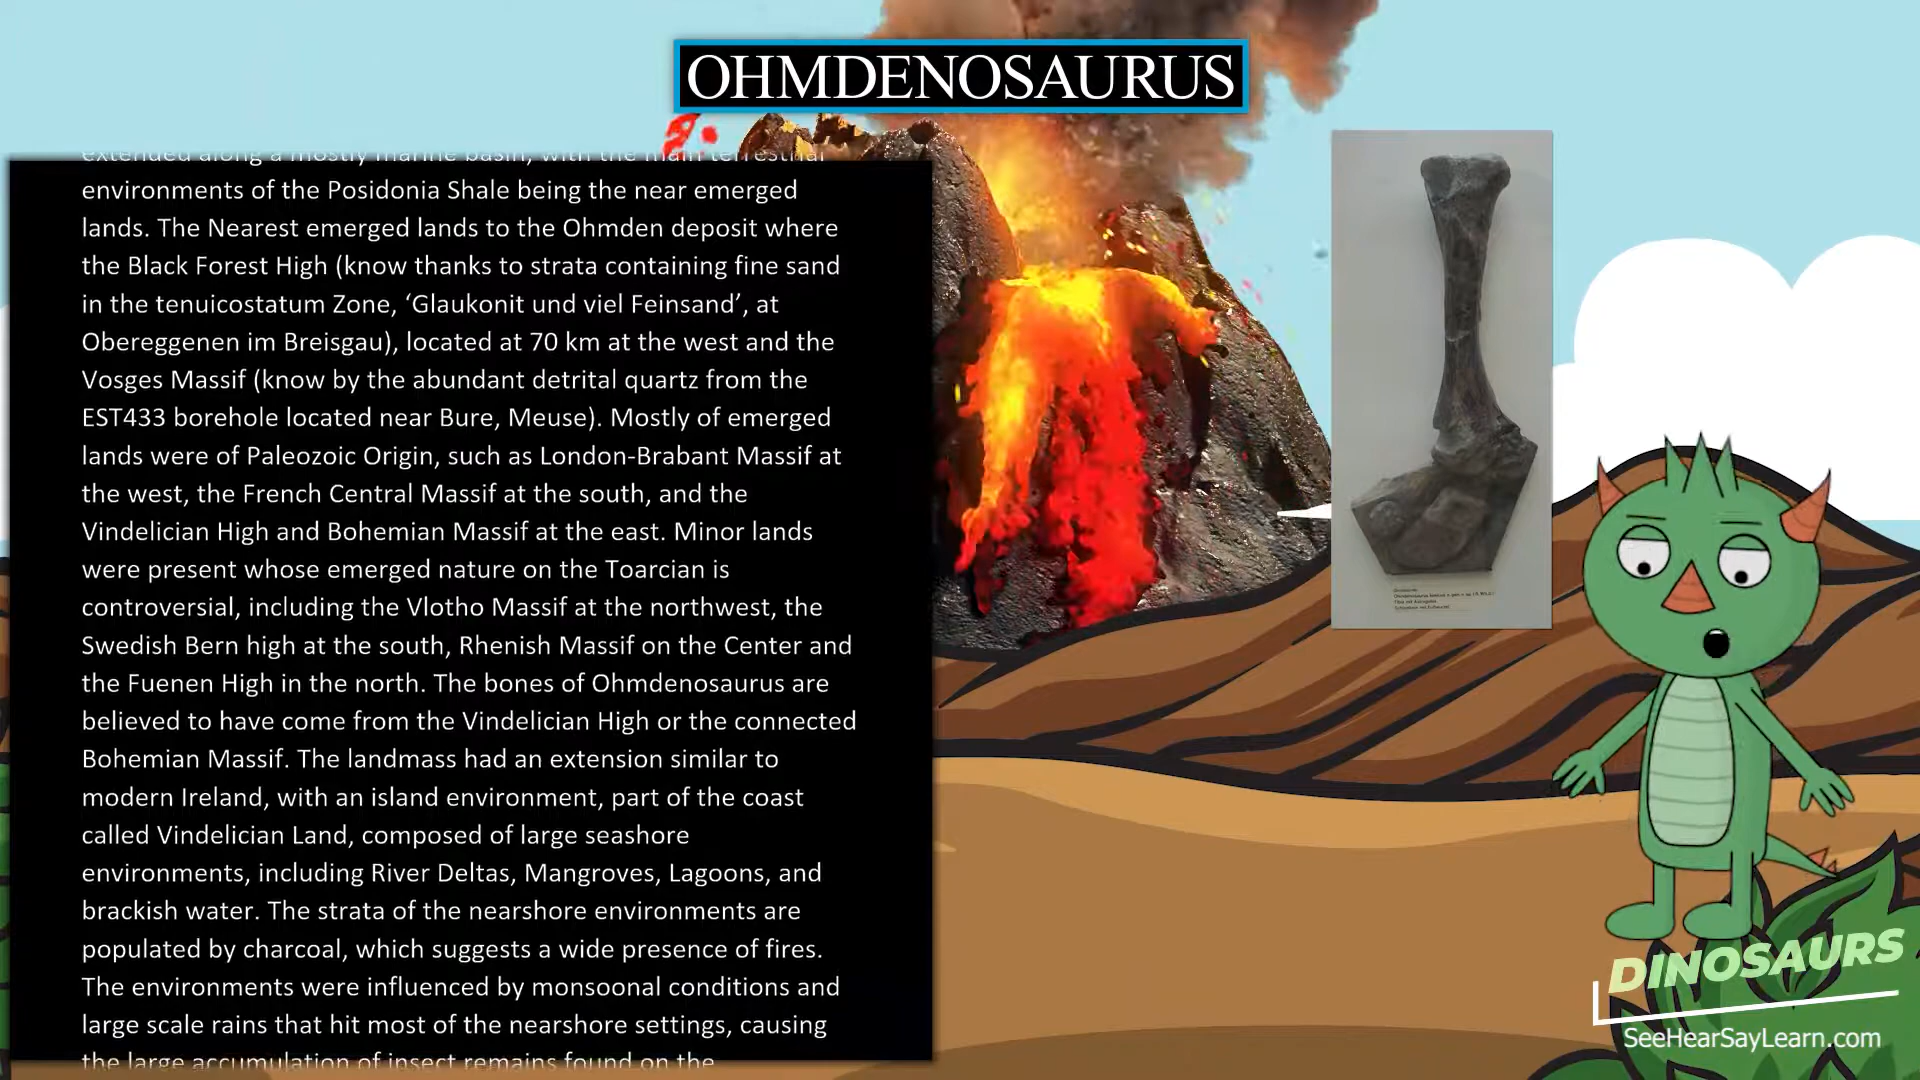 OHMDENOSAURUS
extended along a mostly marine basin, with the main terrestrial
environments of the Posidonia Shale being the near emerged
lands. The Nearest emerged lands to the Ohmden deposit where
the Black Forest High (know thanks to strata containing fine sand
in the tenuicostatum Zone, ‘Glaukonit und viel Feinsand’, at
Obereggenen im Breisgau), located at 70 km at the west and the
Vosges Massif (know by the abundant detrital quartz from the
EST433 borehole located near Bure, Meuse). Mostly of emerged
lands were of Paleozoic Origin, such as London-Brabant Massif at
the west, the French Central Massif at the south, and the
Vindelician High and Bohemian Massif at the east. Minor lands
were present whose emerged nature on the Toarcian is
controversial, including the Vlotho Massif at the northwest, the
Swedish Bern high at the south, Rhenish Massif on the Center and
the Fuenen High in the north. The bones of Ohmdenosaurus are
believed to have come from the Vindelician High or the connected
Bohemian Massif. The landmass had an extension similar to
modern Ireland, with an island environment, part of the coast
called Vindelician Land, composed of large seashore
environments, including River Deltas, Mangroves, Lagoons, and
brackish water. The strata of the nearshore environments are
populated by charcoal, which suggests a wide presence of fires.
The environments were influenced by monsoonal conditions and
large scale rains that hit most of the nearshore settings, causing
the large accumulation of insect remains found on the
DINOSAURS
SeeHearSayLearn.com